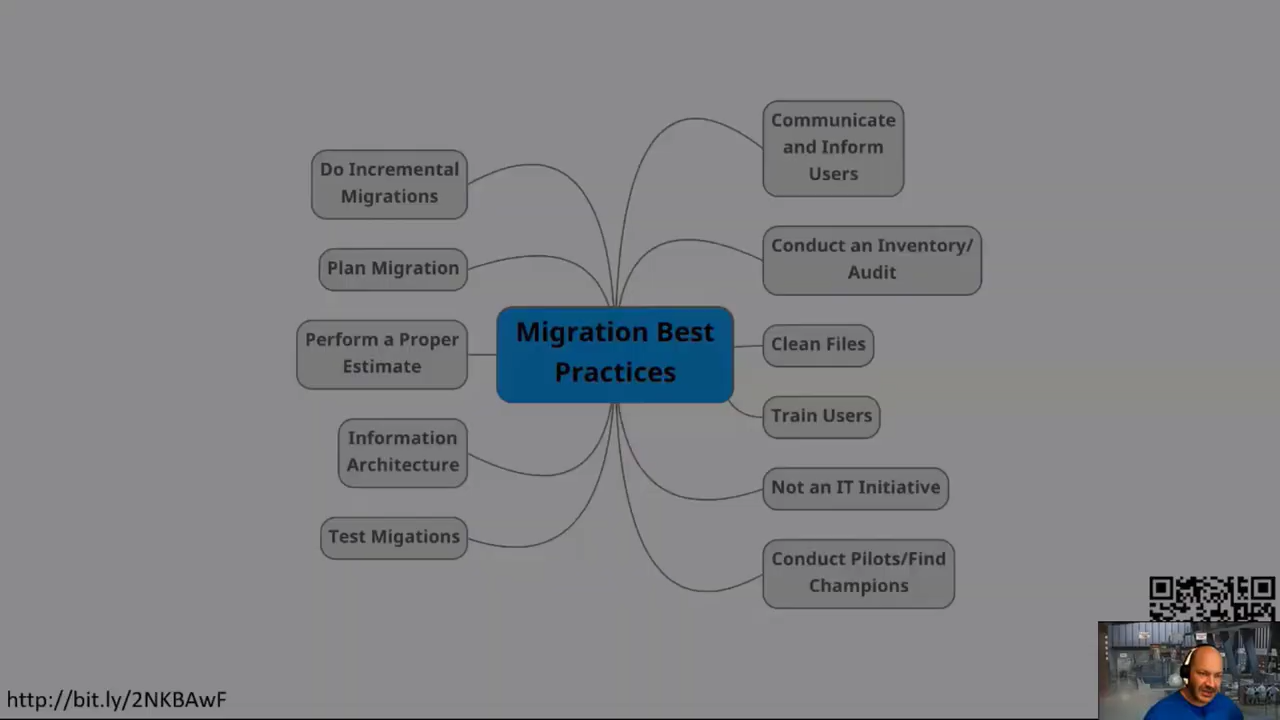 Do Incremental
Migrations
Plan Migration
Perform a Proper
Estimate
Information
Architecture
Test Migations
Migration Best
Practices
Communicate
and Inform
Users
Conduct an Inventory/
Audit
Clean Files
Train Users
Not an IT Initiative
Conduct Pilots/Find
Champions
http://bit.ly/2NKBAwF